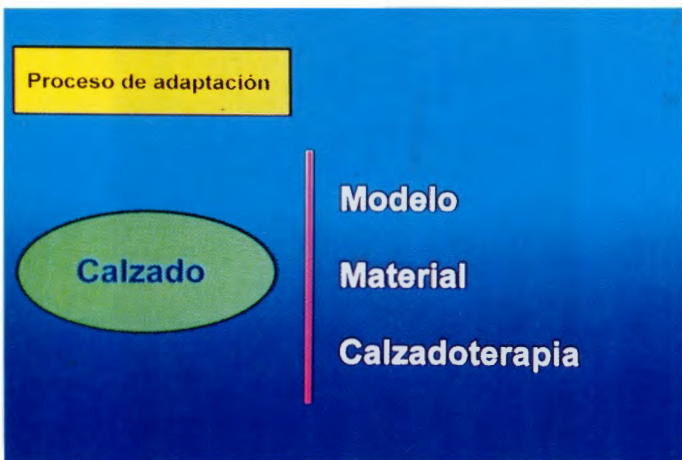 Proceso de adaptación
Calzado
Modelo
Material
Calzadoterapia